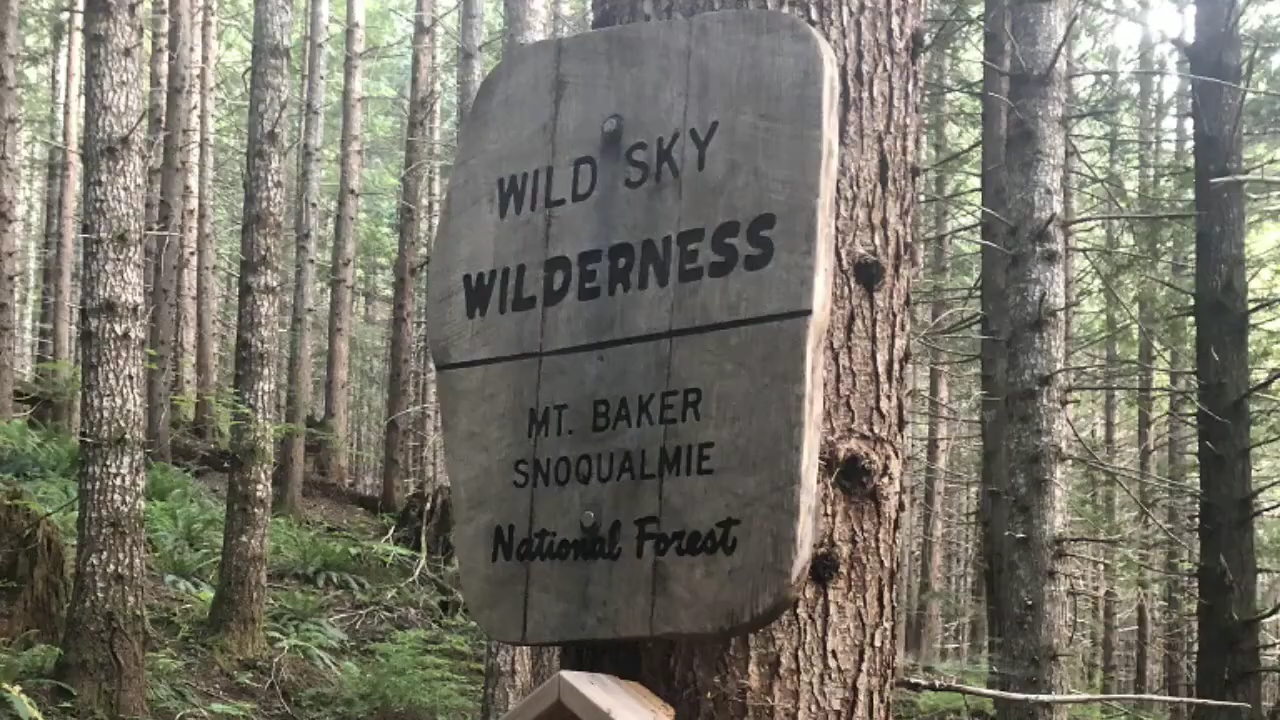 WILD SKY
WILDERNESS
MT. BAKER
SNOQUALMIE
National Forest